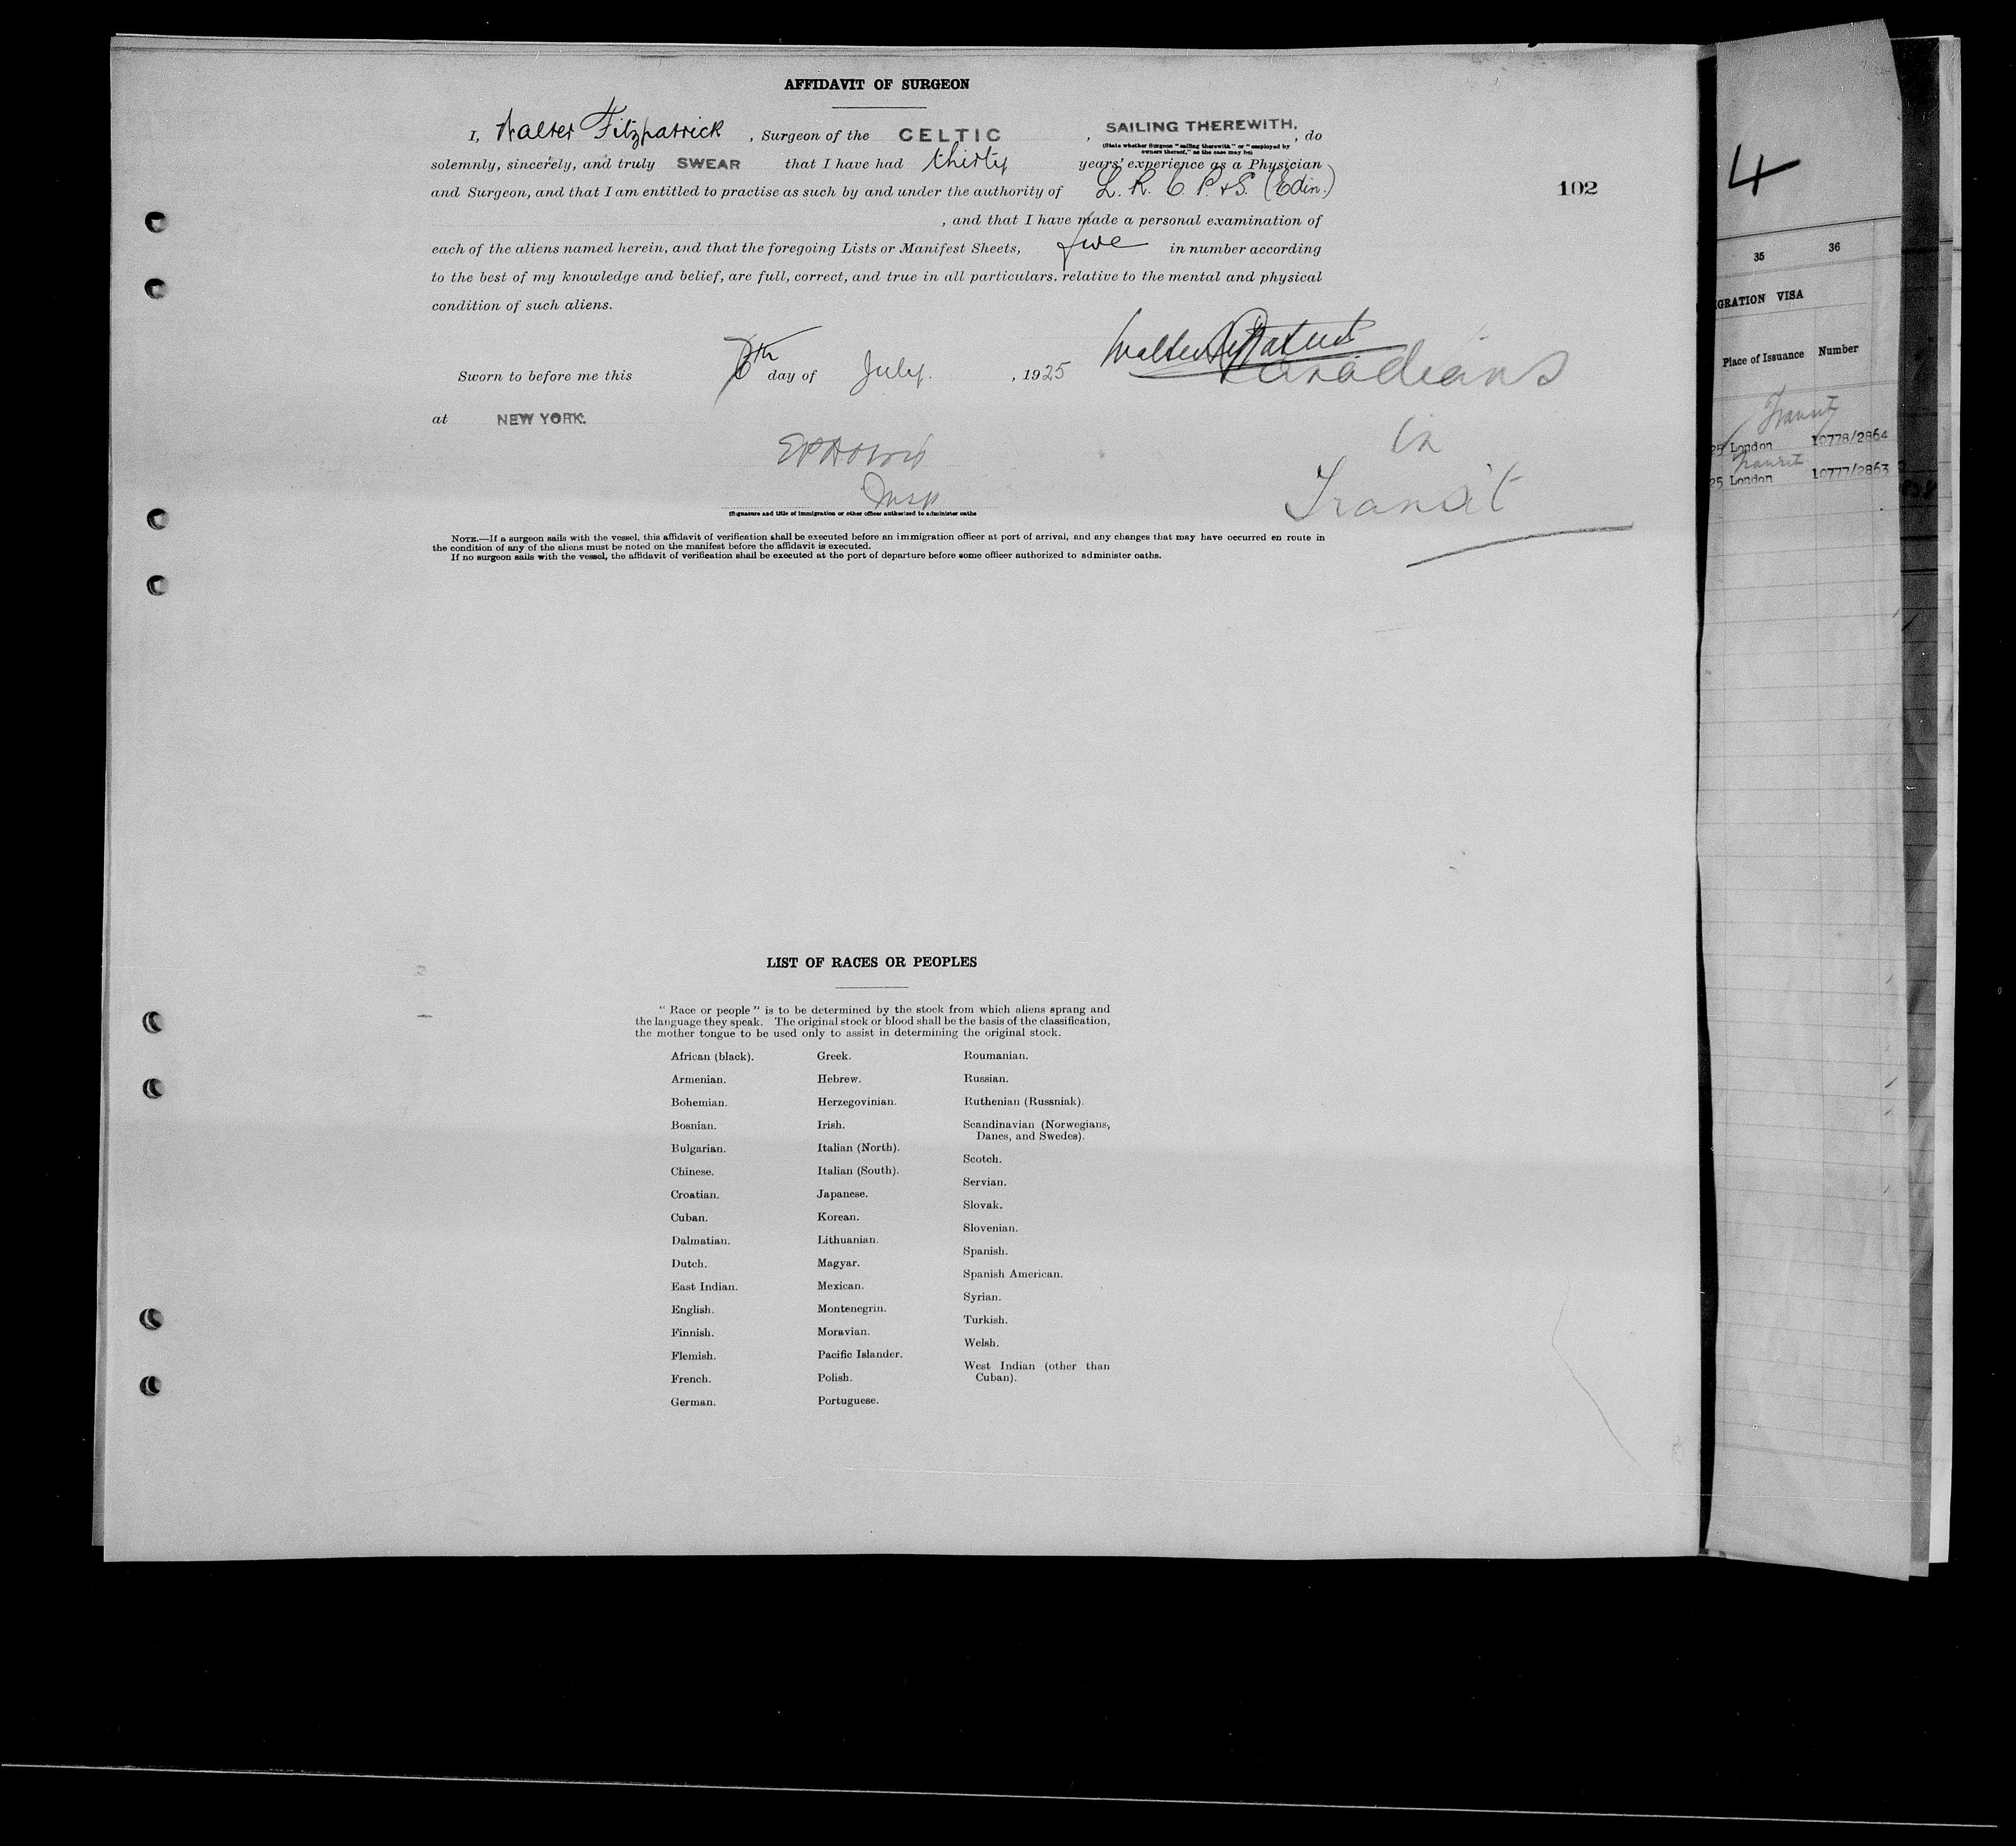 AFFIDAVIT OF SURGEON
I, Walter Fitzpatrick, Surgeon of the CELTIC, SAILING THEREWITH, do
(State whether Surgeon "sailing therewith" or "employed by
owners thereof," as the case may be)
solemnly, sincerely, and truly SWEAR that I have had thirty years' experience as a Physician
and Surgeon, and that I am entitled to practise as such by and under the authority of L. R. C. P. & S. (Edin.)
, and that I have made a personal examination of
each of the aliens named herein, and that the foregoing Lists or Manifest Sheets, five in number according
to the best of my knowledge and belief, are full, correct, and true in all particulars. relative to the mental and physical
condition of such aliens.
Walter Fitzpatrick
Sworn to before me this th day of July. , 1925
at NEW YORK.
Insp
(Signature and title of immigration or other officer authorized to administer oaths
NOTE.—If a surgeon sails with the vessel, this affidavit of verification shall be executed before an immigration officer at port of arrival, and any changes that may have occurred en route in
the condition of any of the aliens must be noted on the manifest before the affidavit is executed.
If no surgeon sails with the vessel, the affidavit of verification shall be executed at the port of departure before some officer authorized to administer oaths.
Canadians
in
Transit
102
LIST OF RACES OR PEOPLES
" Race or people " is to be determined by the stock from which aliens sprang and
the language they speak. The original stock or blood shall be the basis of the classification,
the mother tongue to be used only to assist in determining the original stock.
African (black).
Armenian.
Bohemian.
Bosnian.
Bulgarian.
Chinese.
Croatian.
Cuban.
Dalmatian.
Dutch.
East Indian.
English.
Finnish.
Flemish.
French.
German.
Greek.
Hebrew.
Herzegovinian.
Irish.
Italian (North).
Italian (South).
Japanese.
Korean.
Lithuanian.
Magyar.
Mexican.
Montenegrin.
Moravian.
Pacific Islander.
Polish.
Portuguese.
Roumanian.
Russian.
Ruthenian (Russniak).
Scandinavian (Norwegians,
Danes, and Swedes).
Scotch.
Servian.
Slovak.
Slovenian.
Spanish.
Spanish American.
Syrian.
Turkish.
Welsh.
West Indian (other than
Cuban).
4
35 36
IGRATION VISA
Place of Issuance Number
Transit
25 London 10778/2864
Transit
25 London 10777/2863